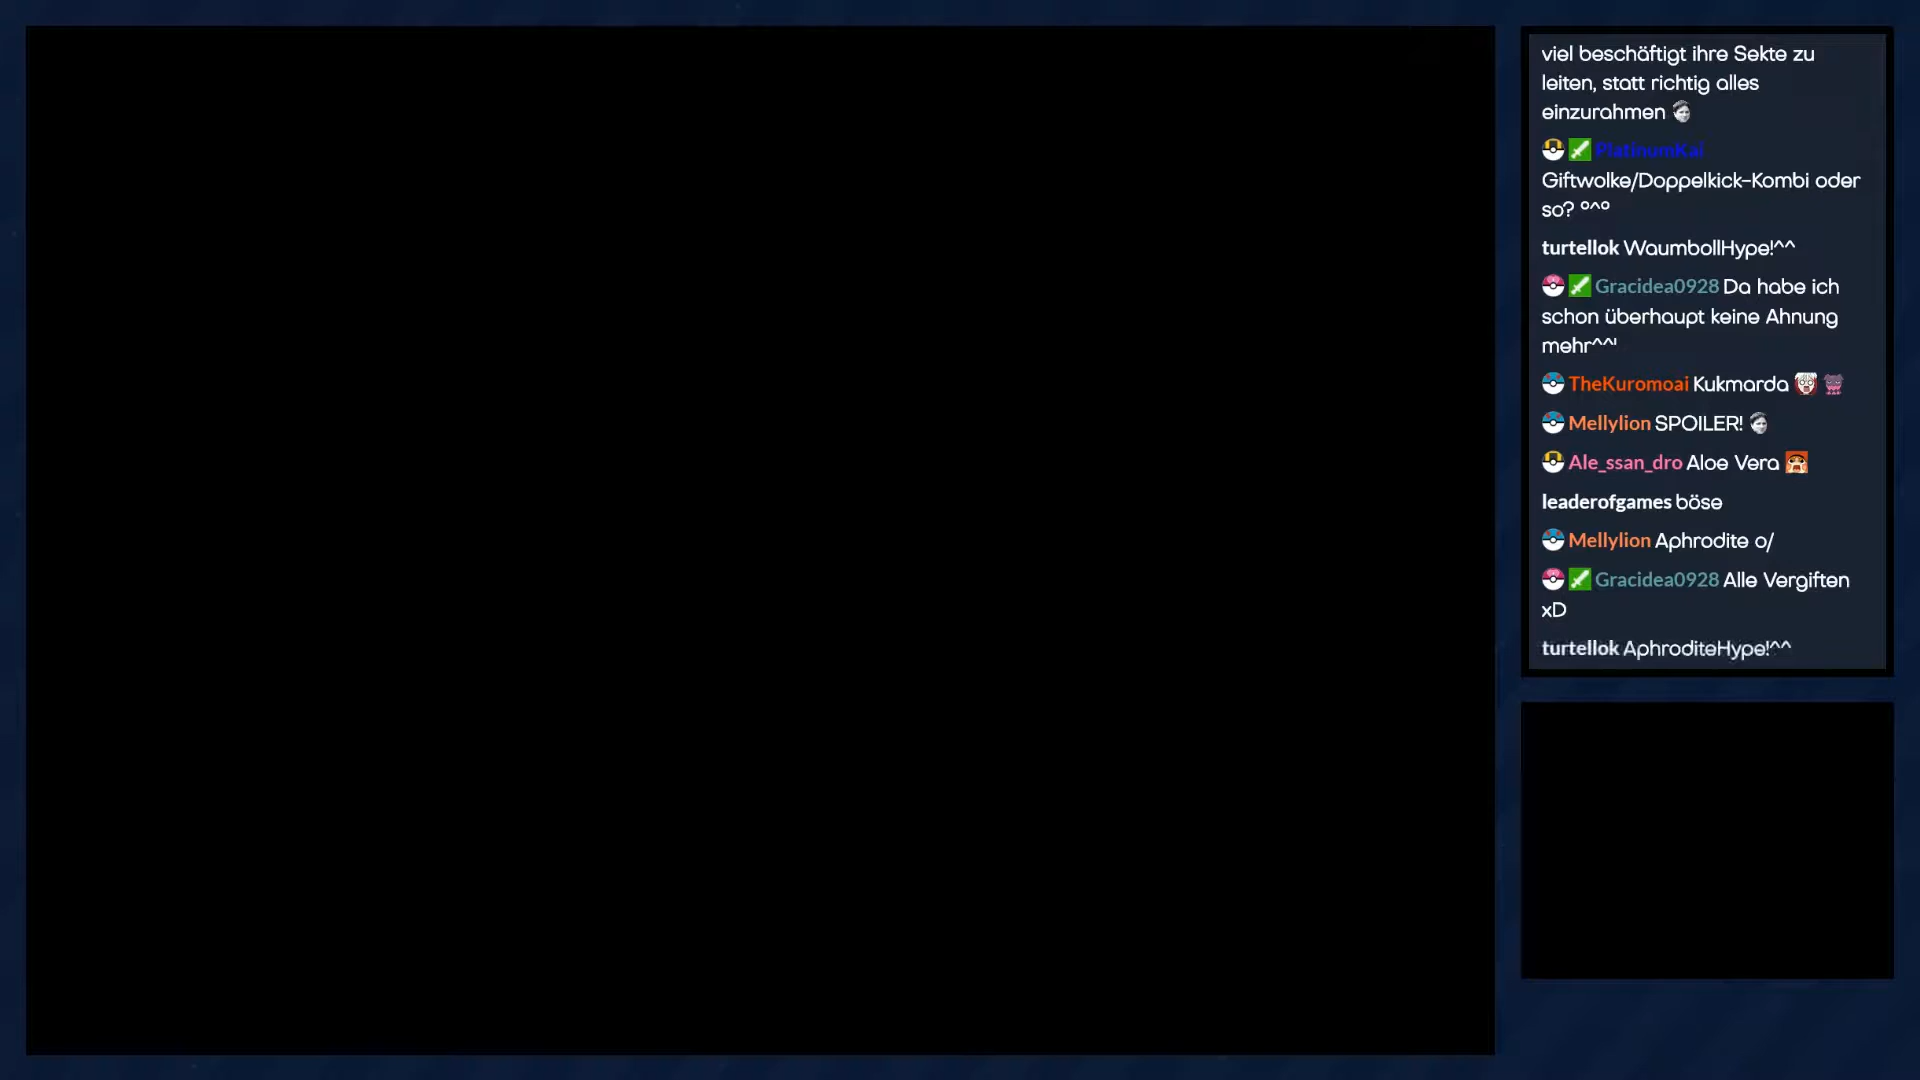 viel beschäftigt ihre Sekte zu
leiten, statt richtig alles
einzurahmen
PlatinumKai
Giftwolke/Doppelkick-Kombi oder
so? °^°
turtellok WaumbollHype!^^
Gracidea0928 Da habe ich
schon überhaupt keine Ahnung
mehr^^'
TheKuromoai Kukmarda
Mellylion SPOILER!
Ale_ssan_dro Aloe Vera
leaderofgames böse
Mellylion Aphrodite o/
Gracidea0928 Alle Vergiften
xD
turtellok AphroditeHype!^^